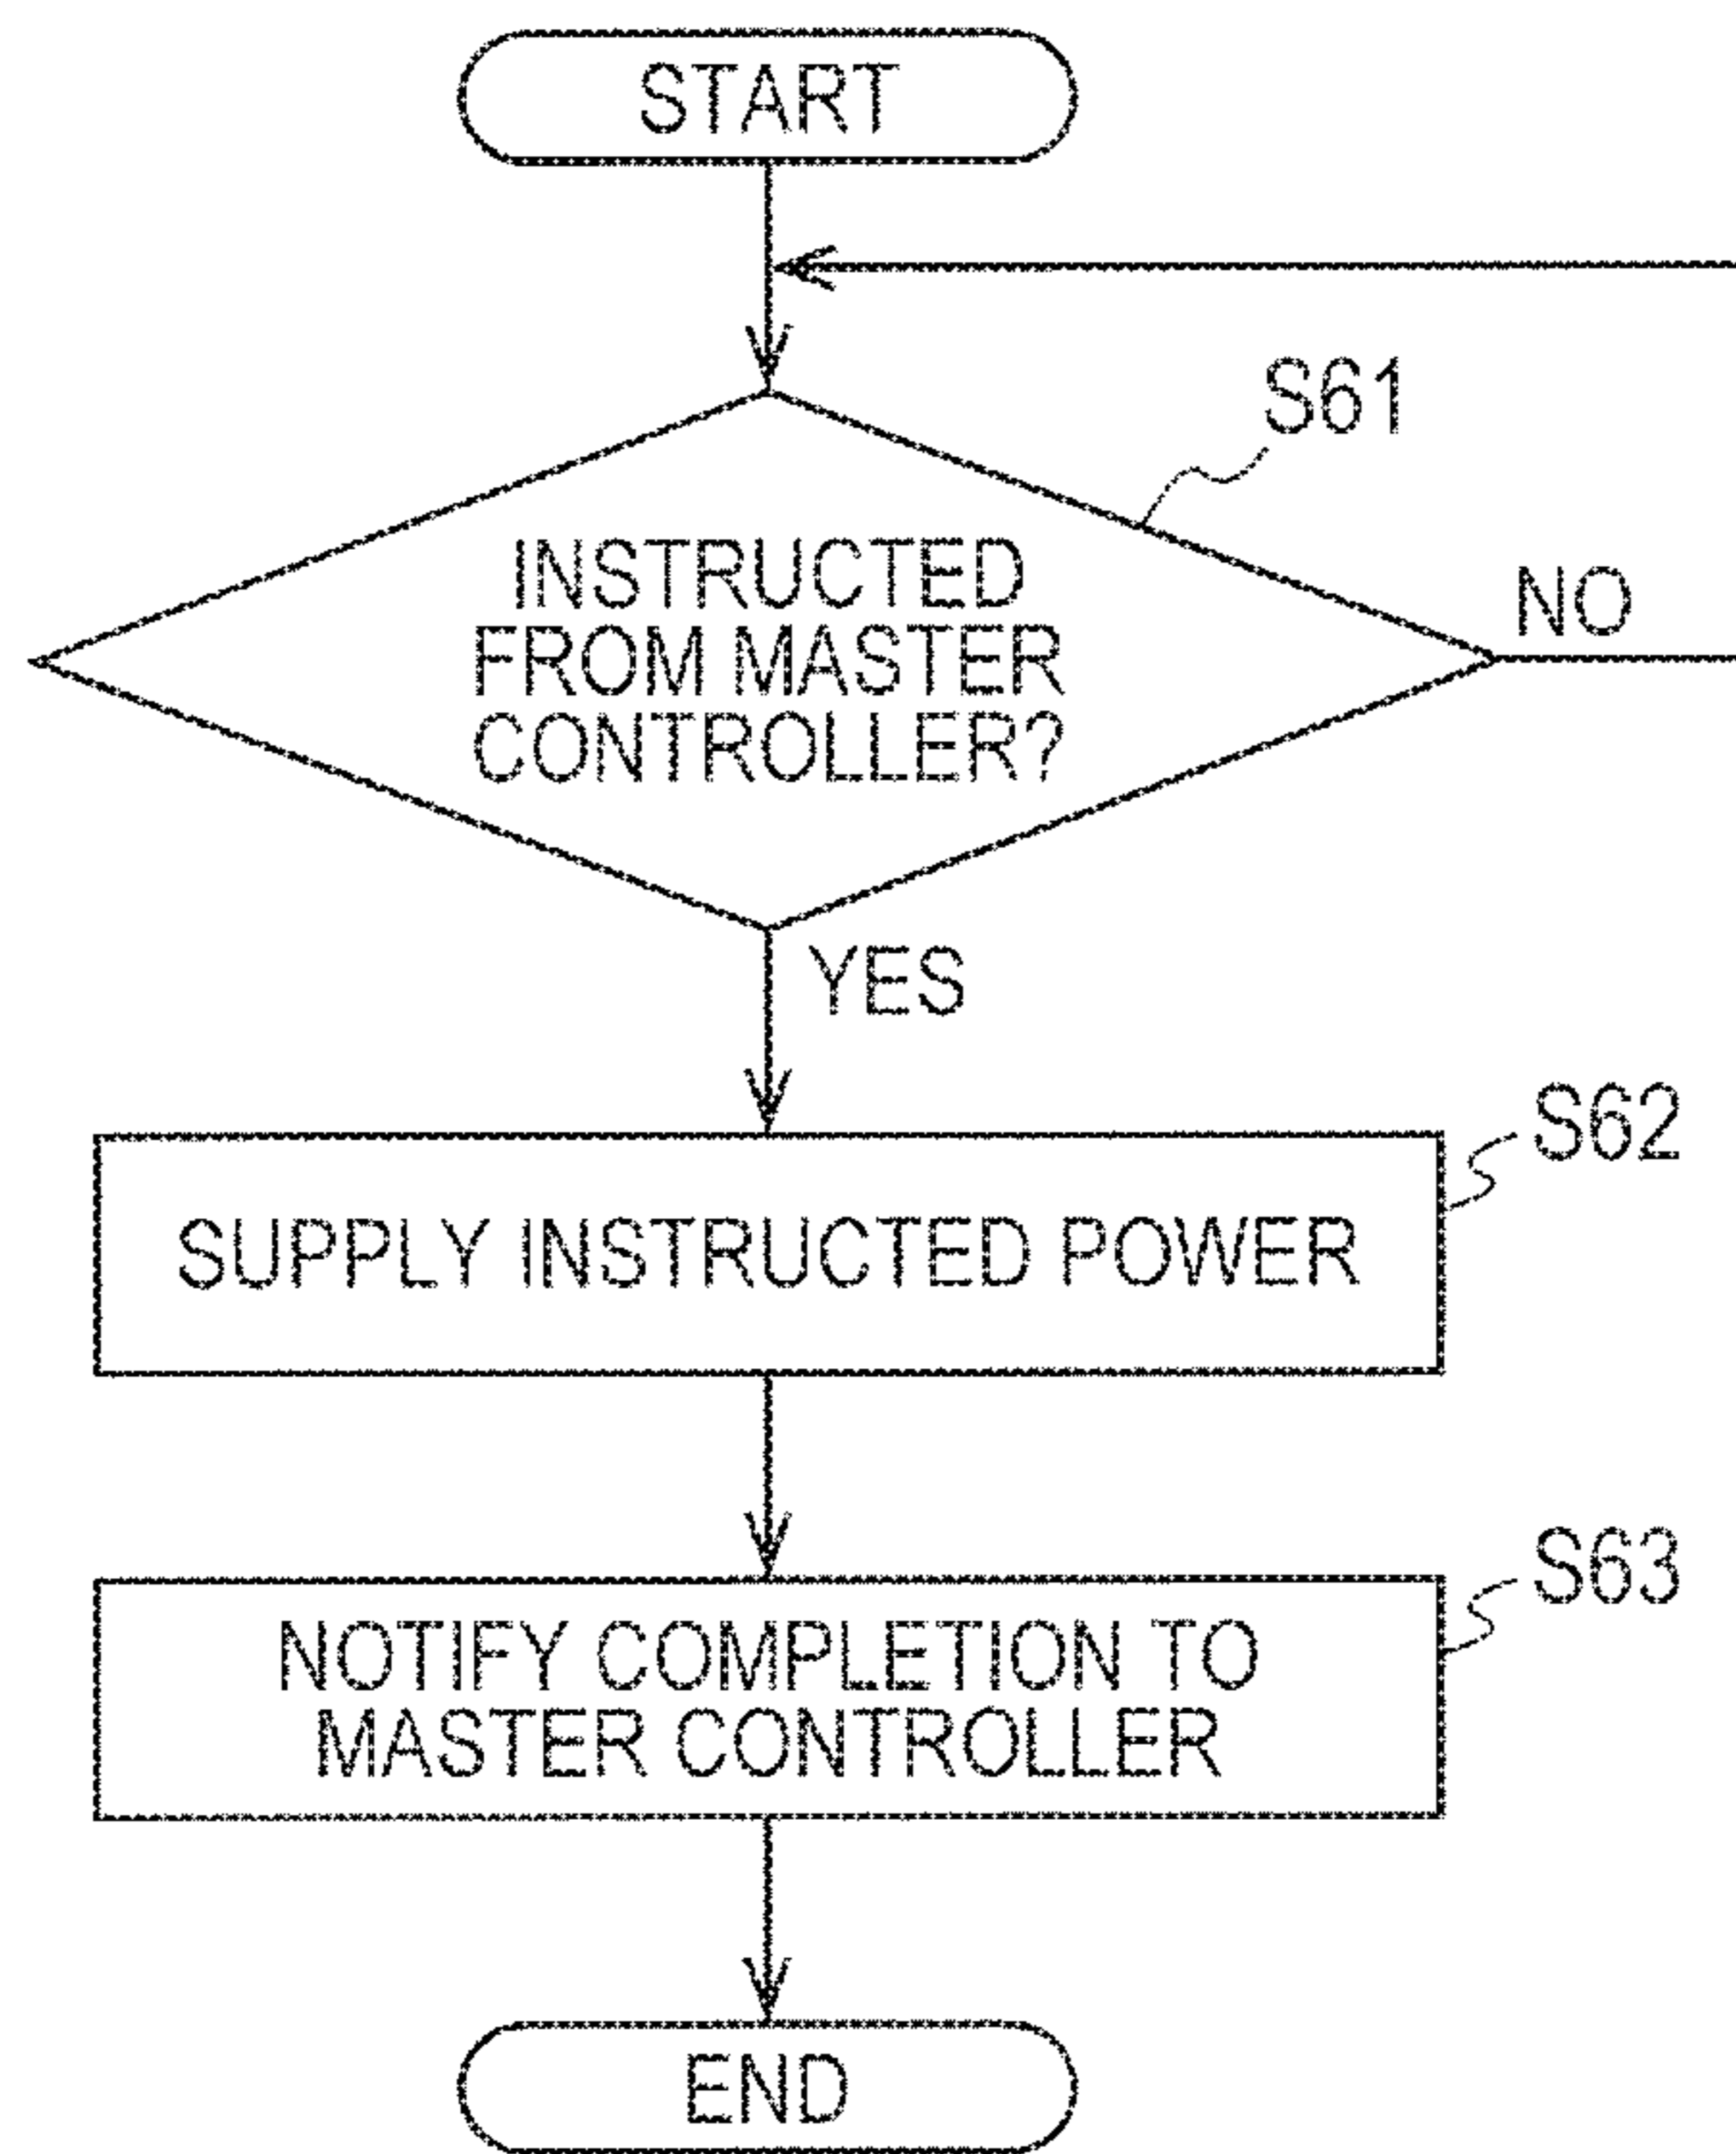 START
S61
INSTRUCTED
FROM MASTER
CONTROLLER?
NO
YES
S62
SUPPLY INSTRUCTED POWER
S63
NOTIFY COMPLETION TO
MASTER CONTROLLER
END